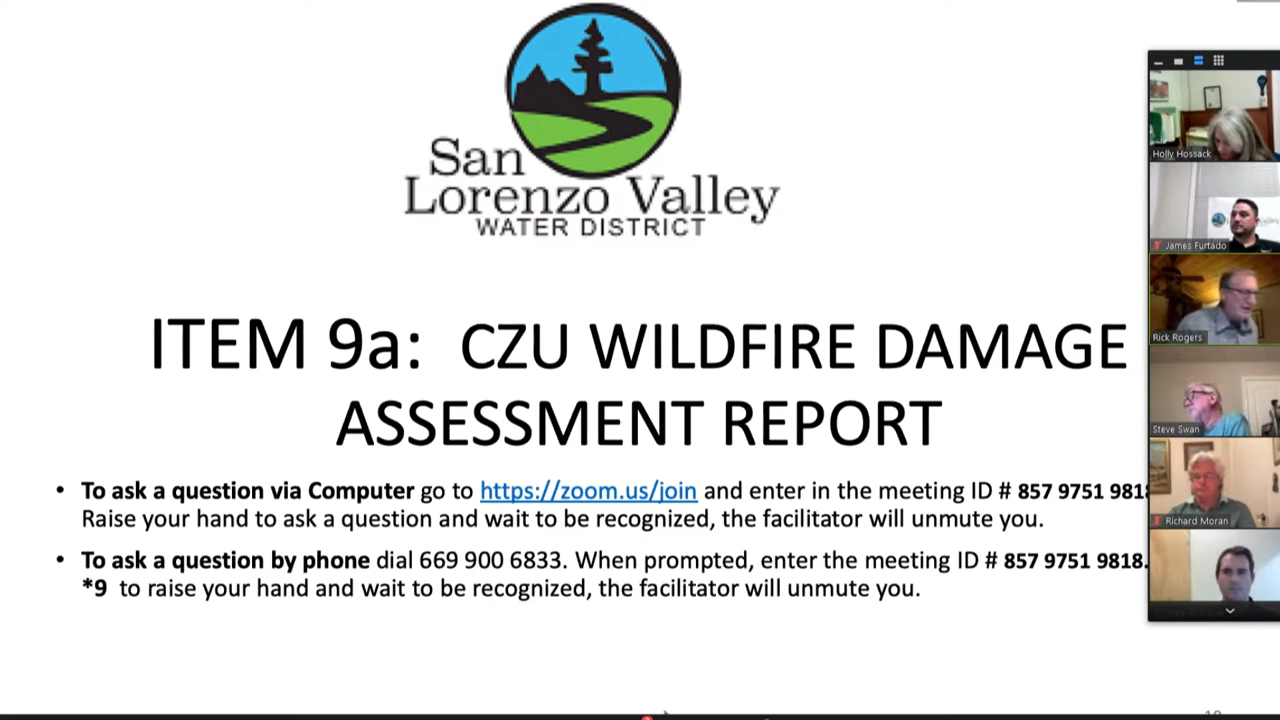 San
Lorenzo Valley
WATER DISTRICT
ITEM 9a: CZU WILDFIRE DAMAGE
ASSESSMENT REPORT
• To ask a question via Computer go to https://zoom.us/join and enter in the meeting ID # 857 9751 981
Raise your hand to ask a question and wait to be recognized, the facilitator will unmute you.
• To ask a question by phone dial 669 900 6833. When prompted, enter the meeting ID # 857 9751 9818.
*9 to raise your hand and wait to be recognized, the facilitator will unmute you.
Holly Hossack
James Furtado
Rick Rogers
Steve Swan
Richard Moran